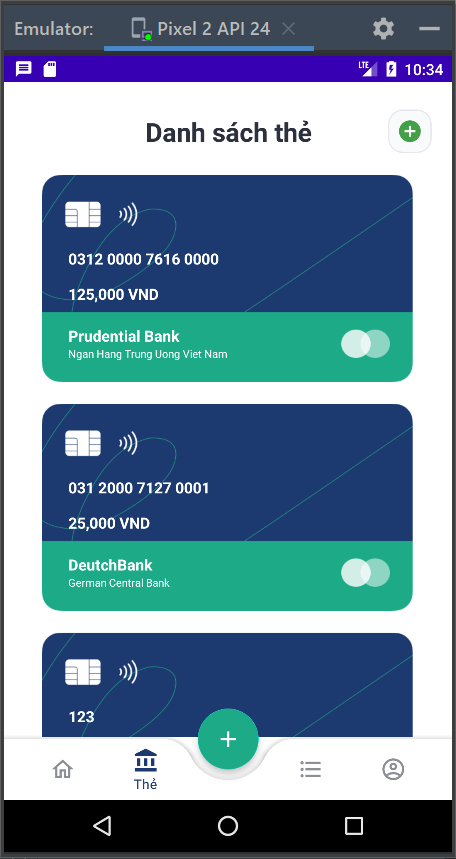 Emulator: Pixel 2 API 24
LTE 10:34
Danh sách thẻ
0312 0000 7616 0000
125,000 VND
Prudential Bank
Ngan Hang Trung Uong Viet Nam
031 2000 7127 0001
25,000 VND
DeutchBank
German Central Bank
123
Thẻ